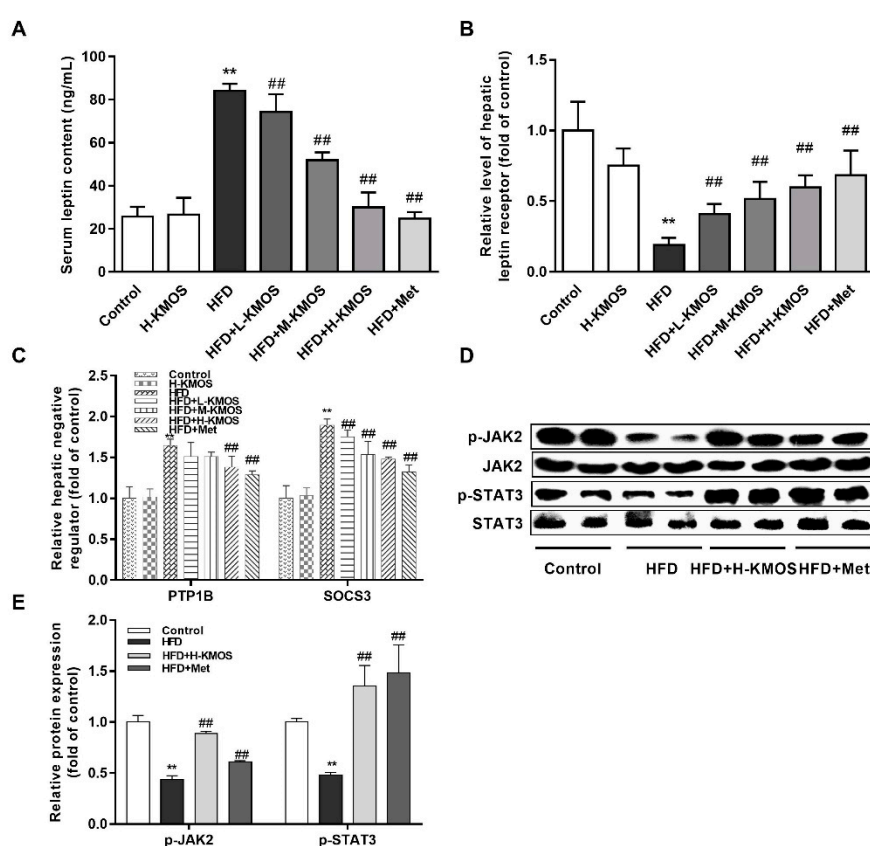 A
Serum leptin content (ng/mL)
100
80
60
40
20
0
**
##
##
##
##
Control
H-KMOS
HFD
HFD+L-KMOS
HFD+M-KMOS
HFD+H-KMOS
HFD+Met
B
Relative level of hepatic
leptin receptor (fold of control)
1.5
1.0
0.5
0.0
**
##
##
##
##
Control
H-KMOS
HFD
HFD+L-KMOS
HFD+M-KMOS
HFD+H-KMOS
HFD+Met
C
Relative hepatic negative
regulator (fold of control)
2.5
2.0
1.5
1.0
0.5
0.0
Control
H-KMOS
HFD
HFD+L-KMOS
HFD+M-KMOS
HFD+H-KMOS
HFD+Met
**
##
##
**
##
##
##
##
PTP1B
SOCS3
D
p-JAK2
JAK2
p-STAT3
STAT3
Control
HFD
HFD+H-KMOS
HFD+Met
E
Relative protein expression
(fold of control)
2.0
1.5
1.0
0.5
0.0
Control
HFD
HFD+H-KMOS
HFD+Met
**
##
##
**
##
##
p-JAK2
p-STAT3